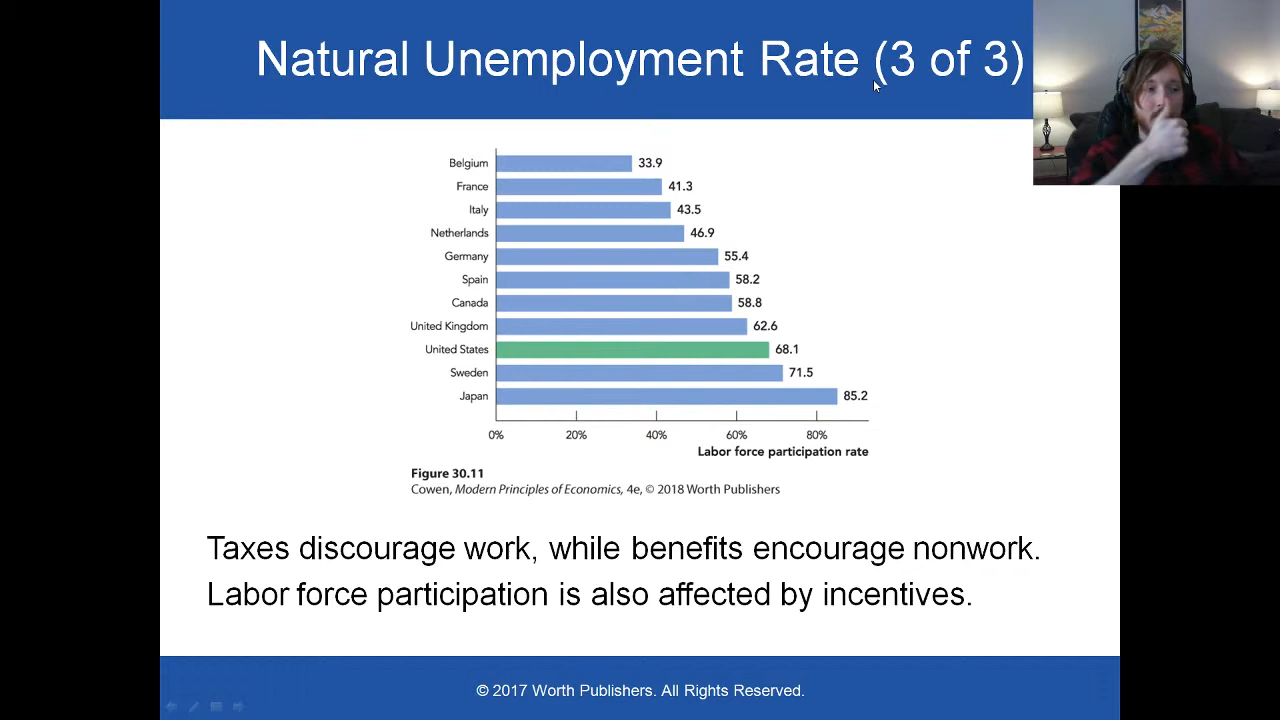 Natural Unemployment Rate (3 of 3)
Belgium 33.9
France 41.3
Italy 43.5
Netherlands 46.9
Germany 55.4
Spain 58.2
Canada 58.8
United Kingdom 62.6
United States 68.1
Sweden 71.5
Japan 85.2
0% 20% 40% 60% 80%
Labor force participation rate
Figure 30.11
Cowen, Modern Principles of Economics, 4e, © 2018 Worth Publishers
Taxes discourage work, while benefits encourage nonwork.
Labor force participation is also affected by incentives.
© 2017 Worth Publishers. All Rights Reserved.